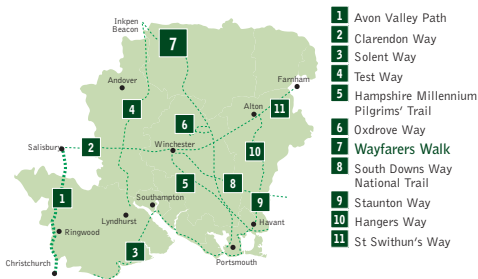 Inkpen
Beacon
7
Andover
Farnham
4
Alton
11
6
Salisbury
2
Winchester
10
5
8
1
Southampton
9
Lyndhurst
Havant
Ringwood
3
Christchurch
Portsmouth
1 Avon Valley Path
2 Clarendon Way
3 Solent Way
4 Test Way
5 Hampshire Millennium
Pilgrims' Trail
6 Oxdrove Way
7 Wayfarers Walk
8 South Downs Way
National Trail
9 Staunton Way
10 Hangers Way
11 St Swithun's Way